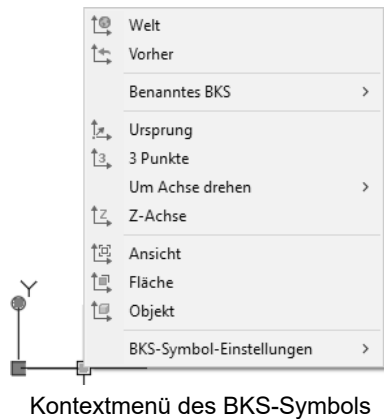 Welt
Vorher
Benanntes BKS
Ursprung
3 Punkte
Um Achse drehen
Z-Achse
Ansicht
Fläche
Objekt
BKS-Symbol-Einstellungen
Y
Kontextmenü des BKS-Symbols